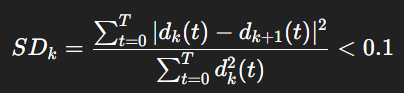 SD_k = \frac{\sum_{t=0}^{T} |d_k(t) - d_{k+1}(t)|^2}{\sum_{t=0}^{T} d_k^2(t)} < 0.1